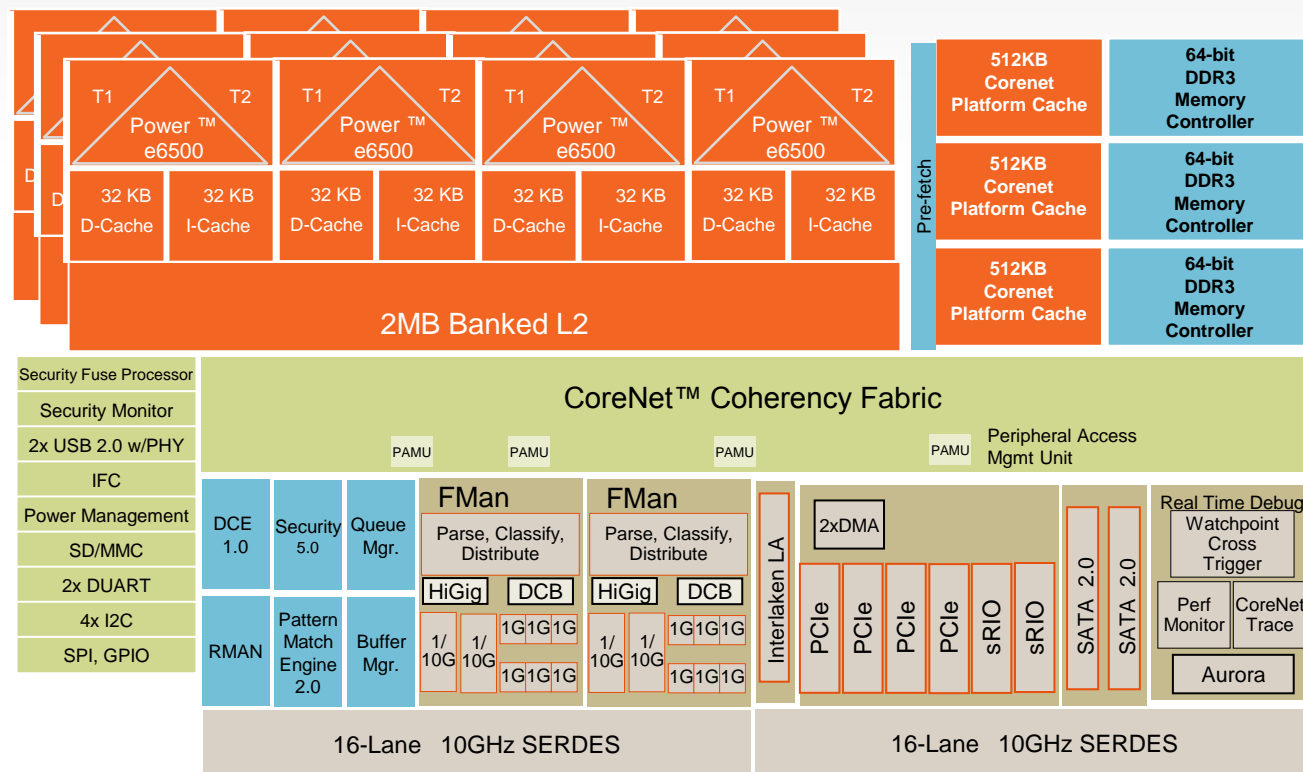 T1
T2
Power ™
e6500
T1
T2
Power ™
e6500
T1
T2
Power ™
e6500
T1
T2
Power ™
e6500
D
D
32 KB
D-Cache
32 KB
I-Cache
32 KB
D-Cache
32 KB
I-Cache
32 KB
D-Cache
32 KB
I-Cache
32 KB
D-Cache
32 KB
I-Cache
2MB Banked L2
Pre-fetch
512KB
Corenet
Platform Cache
64-bit
DDR3
Memory
Controller
512KB
Corenet
Platform Cache
64-bit
DDR3
Memory
Controller
512KB
Corenet
Platform Cache
64-bit
DDR3
Memory
Controller
Security Fuse Processor
Security Monitor
2x USB 2.0 w/PHY
IFC
Power Management
SD/MMC
2x DUART
4x I2C
SPI, GPIO
CoreNet™ Coherency Fabric
PAMU
PAMU
PAMU
PAMU
Peripheral Access
Mgmt Unit
DCE
1.0
Security
5.0
Queue
Mgr.
RMAN
Pattern
Match
Engine
2.0
Buffer
Mgr.
FMan
Parse, Classify,
Distribute
HiGig
DCB
1/
10G
1/
10G
1G 1G 1G
1G 1G 1G
FMan
Parse, Classify,
Distribute
HiGig
DCB
1/
10G
1/
10G
1G 1G 1G
1G 1G 1G
Interlaken LA
2xDMA
PCIe
PCIe
PCIe
PCIe
sRIO
sRIO
SATA 2.0
SATA 2.0
Real Time Debug
Watchpoint
Cross
Trigger
Perf
Monitor
CoreNet
Trace
Aurora
16-Lane 10GHz SERDES
16-Lane 10GHz SERDES